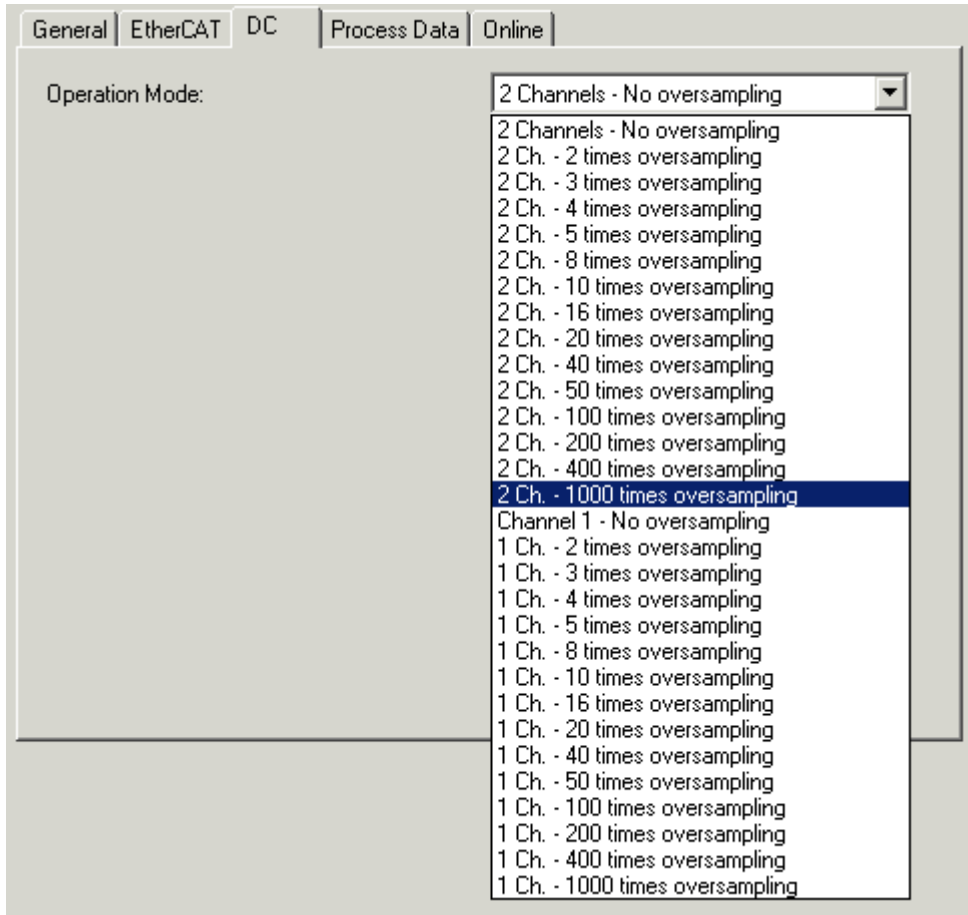 General EtherCAT DC Process Data Online
Operation Mode: 2 Channels - No oversampling
2 Channels - No oversampling
2 Ch. - 2 times oversampling
2 Ch. - 3 times oversampling
2 Ch. - 4 times oversampling
2 Ch. - 5 times oversampling
2 Ch. - 8 times oversampling
2 Ch. - 10 times oversampling
2 Ch. - 16 times oversampling
2 Ch. - 20 times oversampling
2 Ch. - 40 times oversampling
2 Ch. - 50 times oversampling
2 Ch. - 100 times oversampling
2 Ch. - 200 times oversampling
2 Ch. - 400 times oversampling
2 Ch. - 1000 times oversampling
Channel 1 - No oversampling
1 Ch. - 2 times oversampling
1 Ch. - 3 times oversampling
1 Ch. - 4 times oversampling
1 Ch. - 5 times oversampling
1 Ch. - 8 times oversampling
1 Ch. - 10 times oversampling
1 Ch. - 16 times oversampling
1 Ch. - 20 times oversampling
1 Ch. - 40 times oversampling
1 Ch. - 50 times oversampling
1 Ch. - 100 times oversampling
1 Ch. - 200 times oversampling
1 Ch. - 400 times oversampling
1 Ch. - 1000 times oversampling